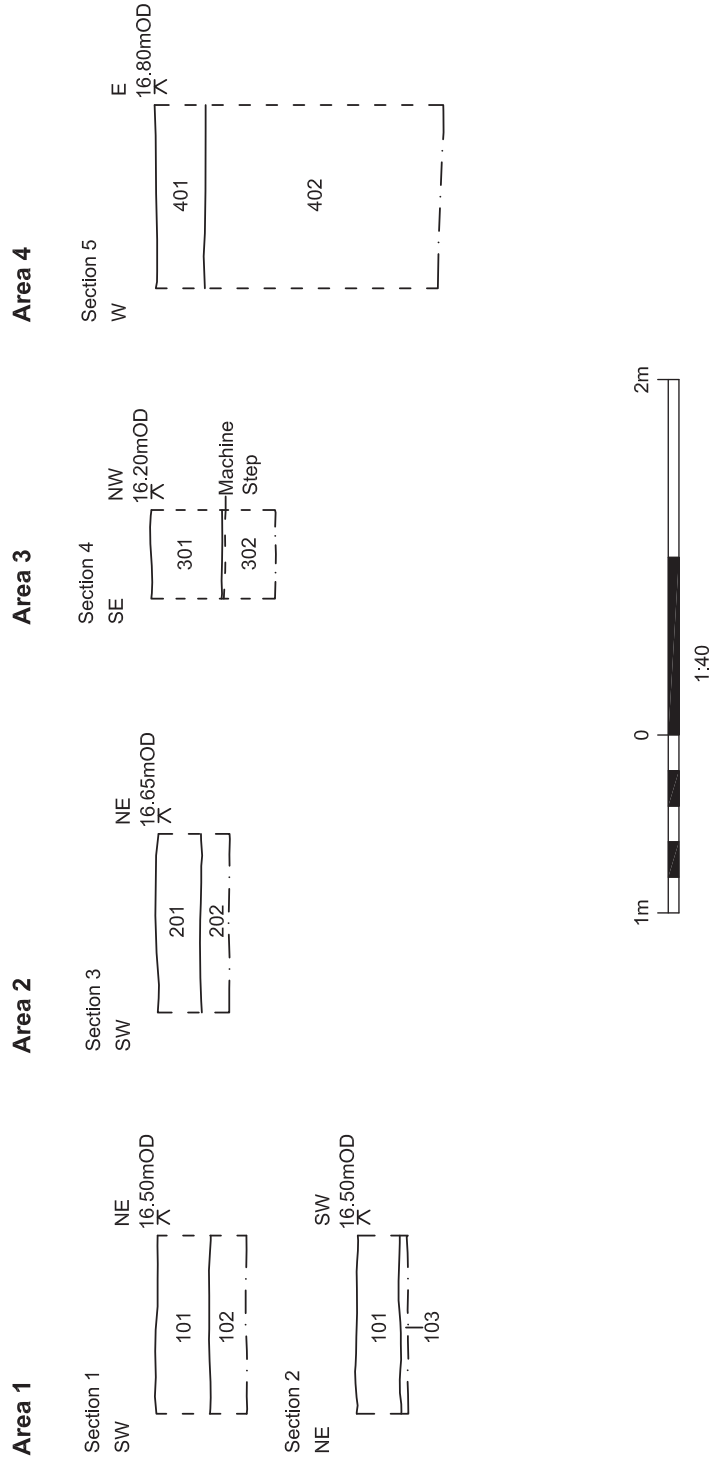 Area 1
Section 1
SW
NE
16.50mOD
101
102
Section 2
NE
SW
16.50mOD
101
103
Area 2
Section 3
SW
NE
16.65mOD
201
202
Area 3
Section 4
SE
NW
16.20mOD
301
Machine
Step
302
Area 4
Section 5
W
E
16.80mOD
401
402
1m
0
2m
1:40